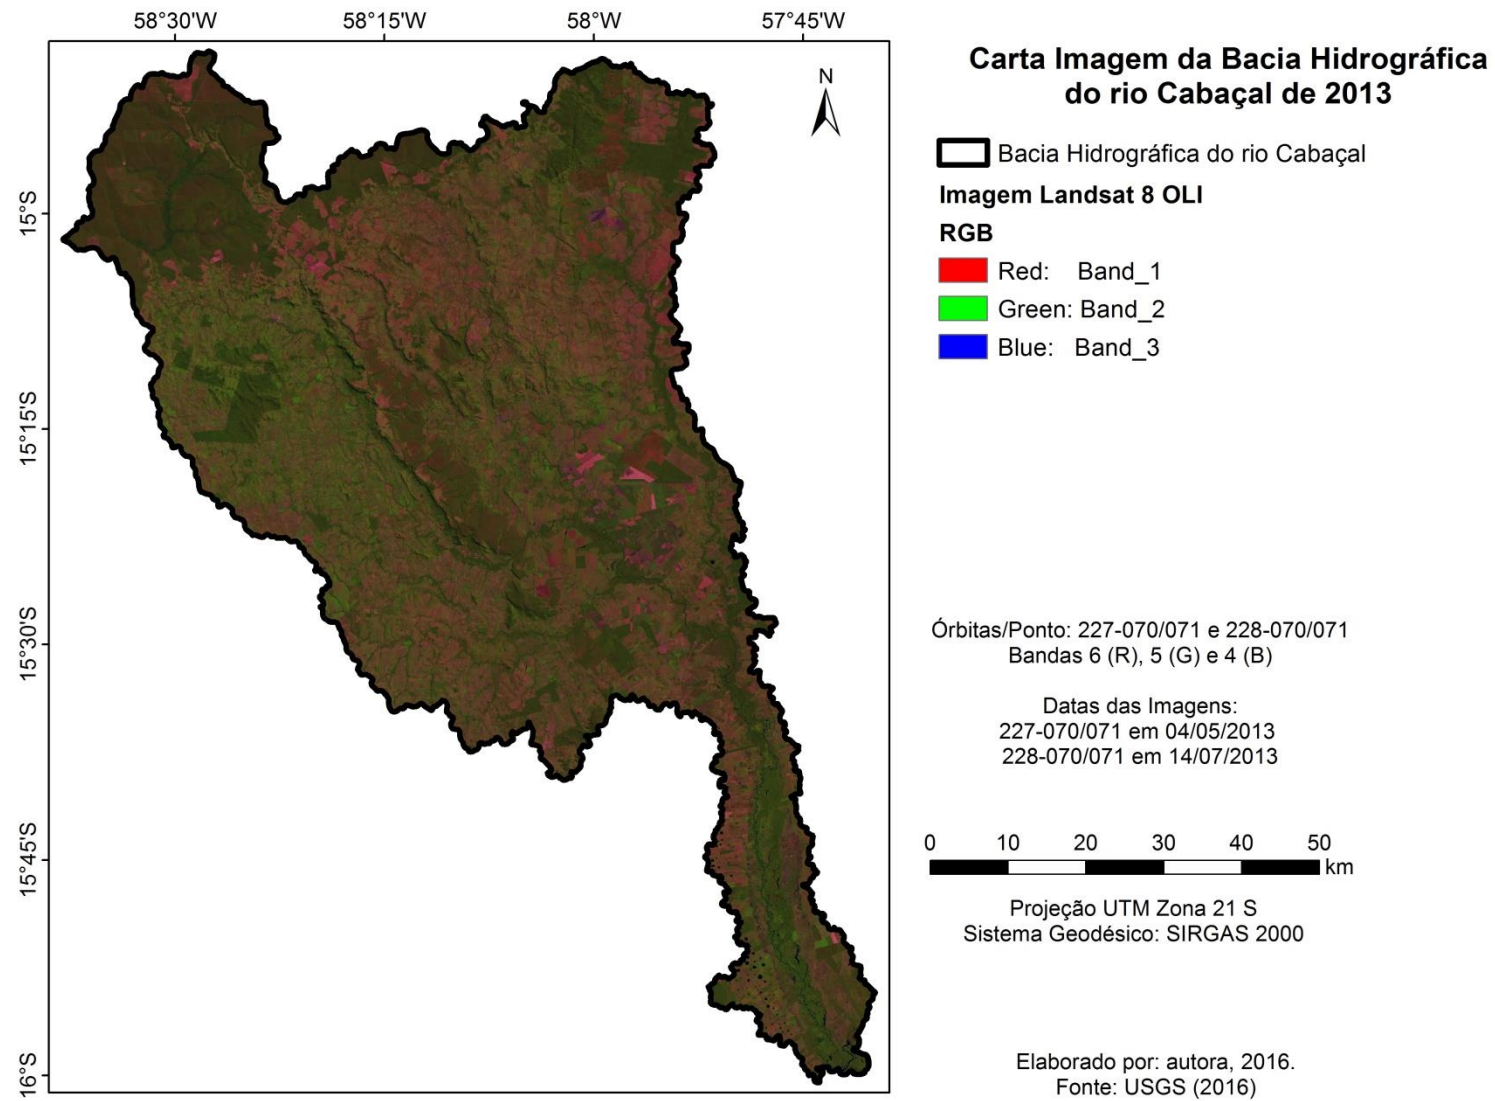 58°30'W 58°15'W 58°W 57°45'W
15°S
15°15'S
15°30'S
15°45'S
16°S
N
Carta Imagem da Bacia Hidrográfica
do rio Cabaçal de 2013
Bacia Hidrográfica do rio Cabaçal
Imagem Landsat 8 OLI
RGB
Red: Band_1
Green: Band_2
Blue: Band_3
Órbitas/Ponto: 227-070/071 e 228-070/071
Bandas 6 (R), 5 (G) e 4 (B)
Datas das Imagens:
227-070/071 em 04/05/2013
228-070/071 em 14/07/2013
0 10 20 30 40 50
km
Projeção UTM Zona 21 S
Sistema Geodésico: SIRGAS 2000
Elaborado por: autora, 2016.
Fonte: USGS (2016)